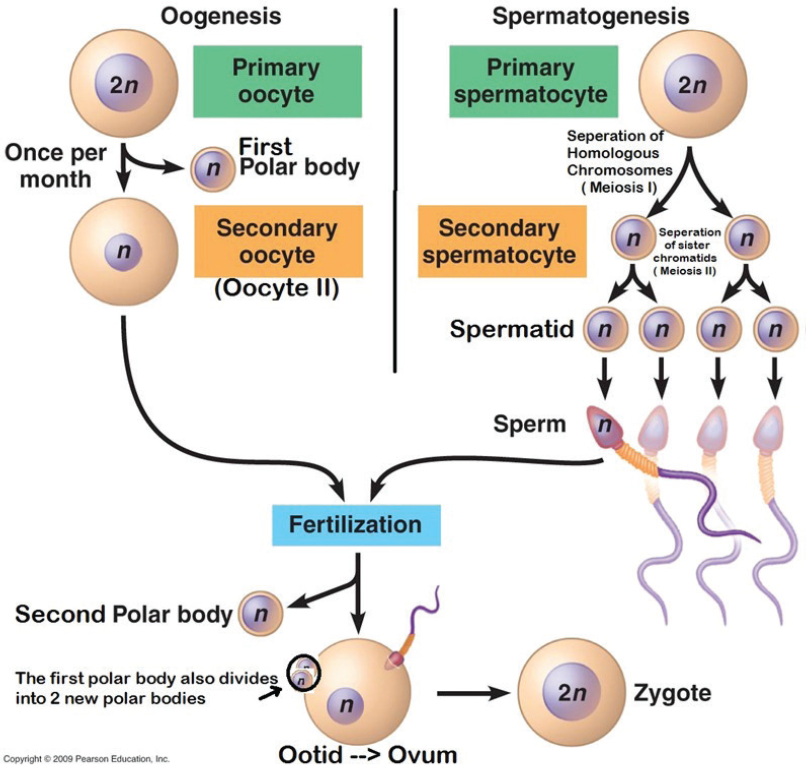 Oogenesis
2n
Primary
oocyte
Once per
month
n
First
Polar body
n
Secondary
oocyte
(Oocyte II)
Spermatogenesis
Primary
spermatocyte
2n
Seperation of
Homologous
Chromosomes
( Meiosis I )
Secondary
spermatocyte
n
Seperation
of sister
chromatids
( Meiosis II )
n
Spermatid
n
n
n
n
Sperm
n
Fertilization
Second Polar body
n
The first polar body also divides
into 2 new polar bodies
n
n
n
2n
Zygote
Ootid --> Ovum
Copyright © 2009 Pearson Education, Inc.